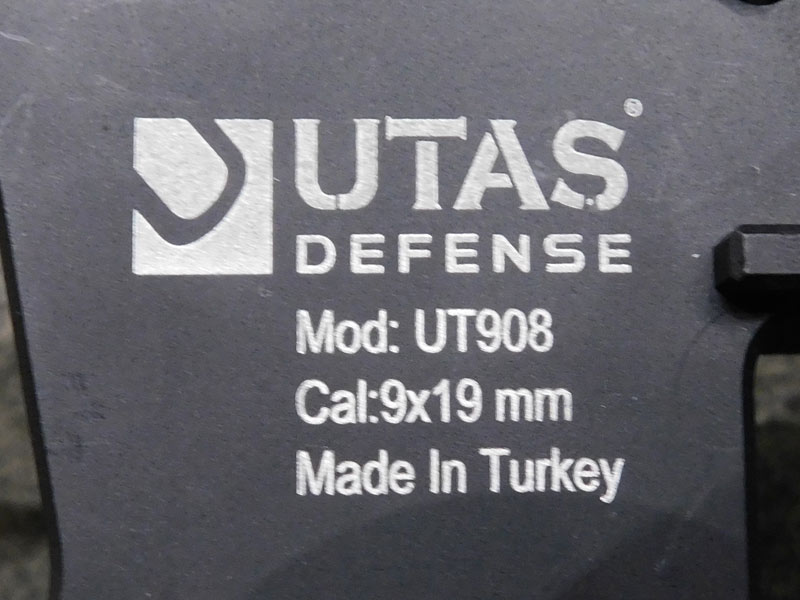 UTAS®
DEFENSE
Mod: UT908
Cal:9x19 mm
Made In Turkey